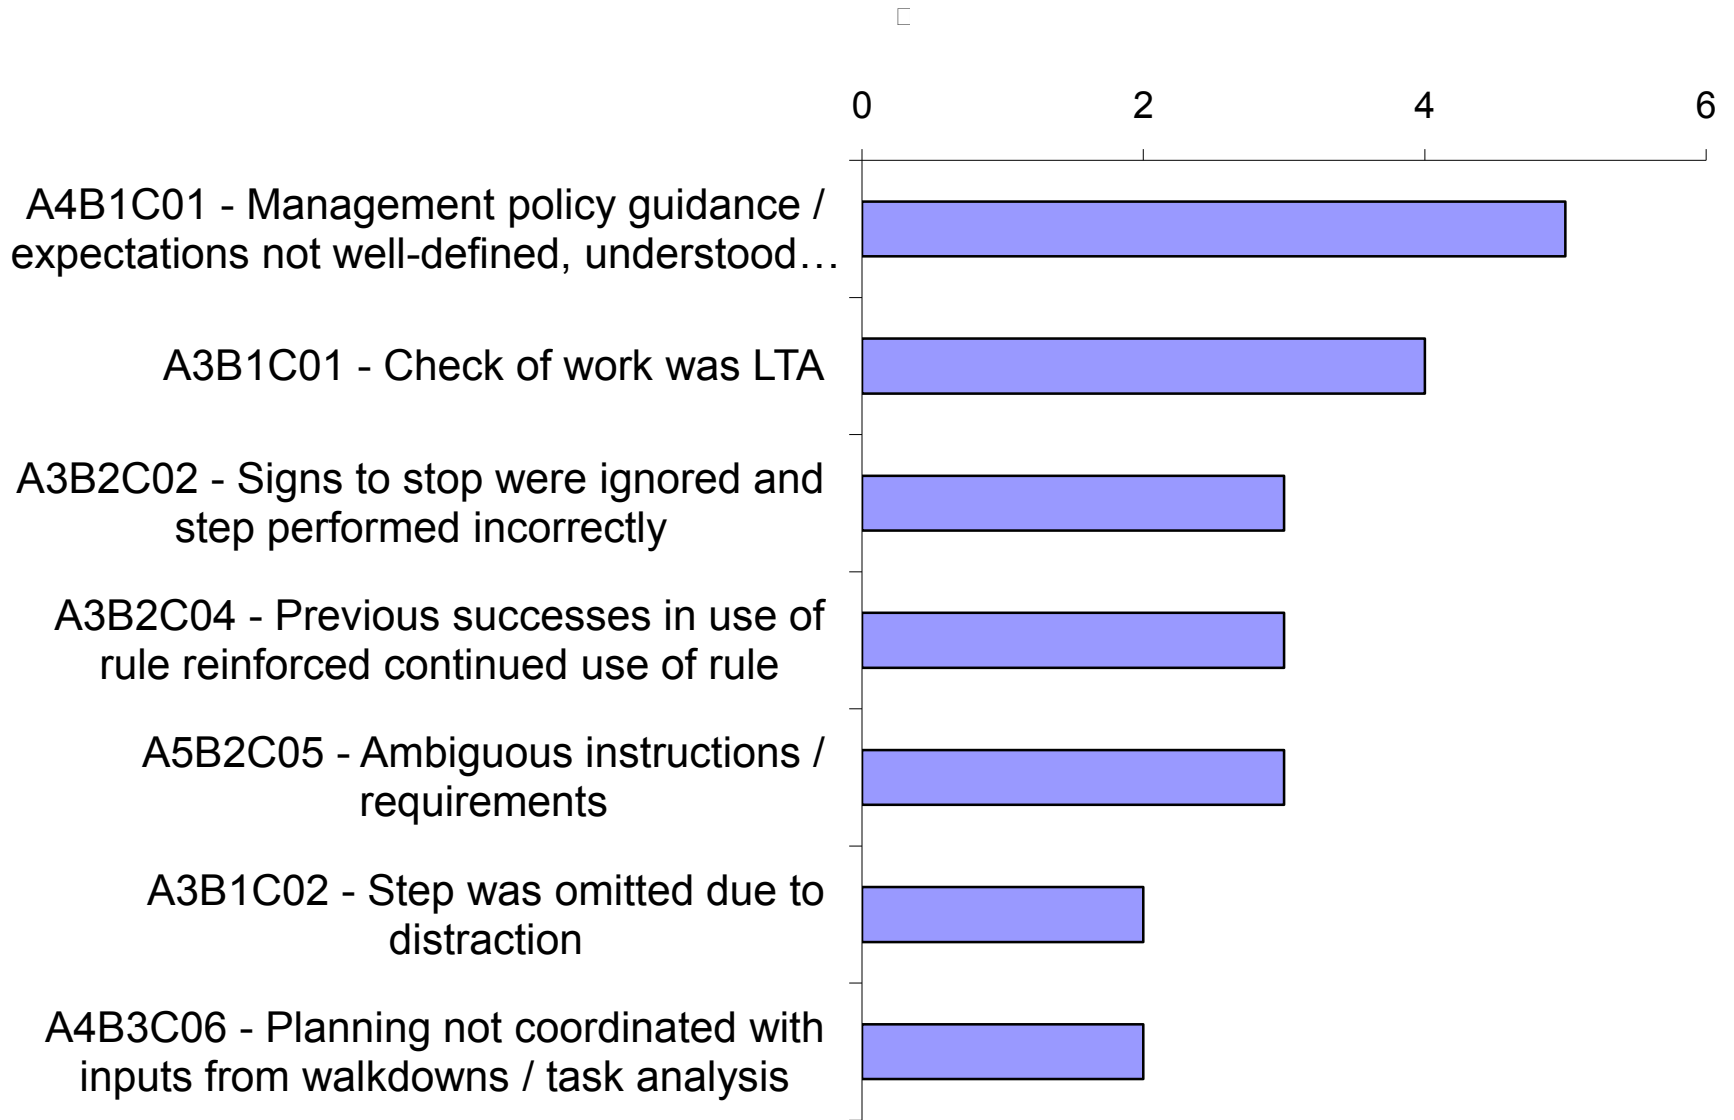 0 2 4 6
A4B1C01 - Management policy guidance /
expectations not well-defined, understood…
A3B1C01 - Check of work was LTA
A3B2C02 - Signs to stop were ignored and
step performed incorrectly
A3B2C04 - Previous successes in use of
rule reinforced continued use of rule
A5B2C05 - Ambiguous instructions /
requirements
A3B1C02 - Step was omitted due to
distraction
A4B3C06 - Planning not coordinated with
inputs from walkdowns / task analysis